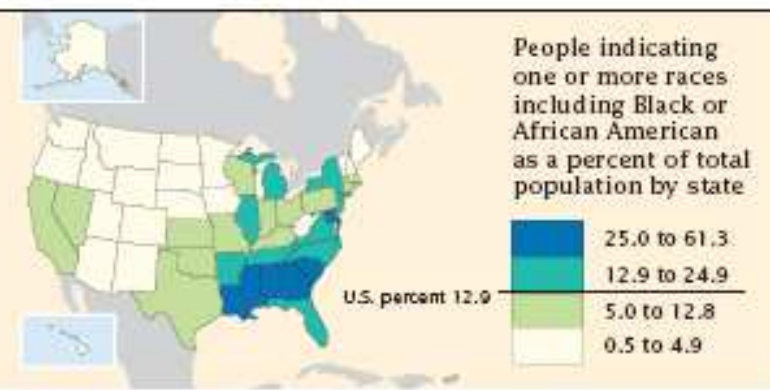 People indicating
one or more races
including Black or
African American
as a percent of total
population by state
25.0 to 61.3
12.9 to 24.9
U.S. percent 12.9
5.0 to 12.8
0.5 to 4.9